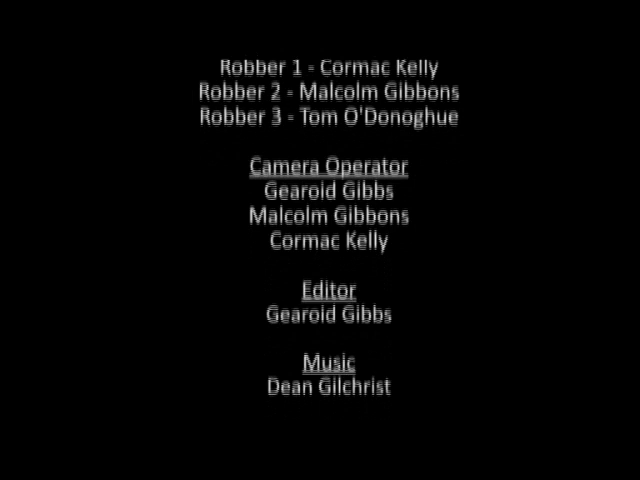 Robber 1 - Cormac Kelly
Robber 2 - Malcolm Gibbons
Robber 3 - Tom O'Donoghue
Camera Operator
Gearoid Gibbs
Malcolm Gibbons
Cormac Kelly
Editor
Gearoid Gibbs
Music
Dean Gilchrist